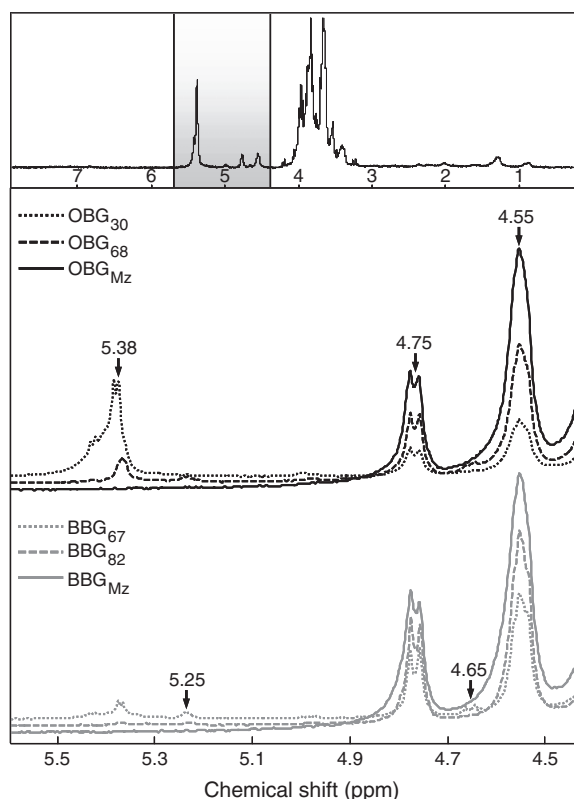 7 6 5 4 3 2 1
OBG30
OBG68
OBGMz
4.55
5.38
4.75
BBG67
BBG82
BBGMz
5.25
4.65
5.5 5.3 5.1 4.9 4.7 4.5
Chemical shift (ppm)